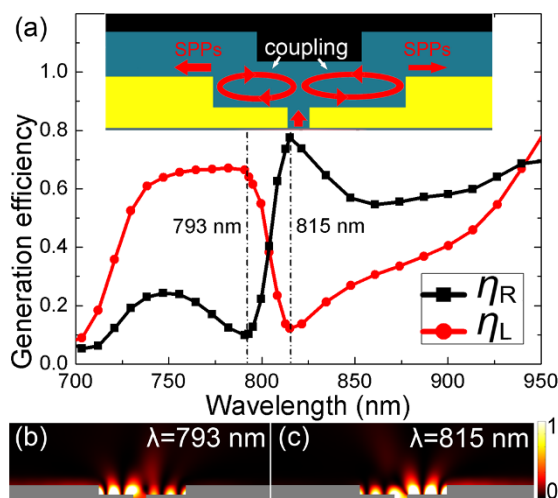 (a)
SPPs
coupling
SPPs
Generation efficiency
1.0
0.8
0.6
0.4
0.2
0.0
793 nm
815 nm
ηR
ηL
700
750
800
850
900
950
Wavelength (nm)
(b)
λ=793 nm
(c)
λ=815 nm
1
0